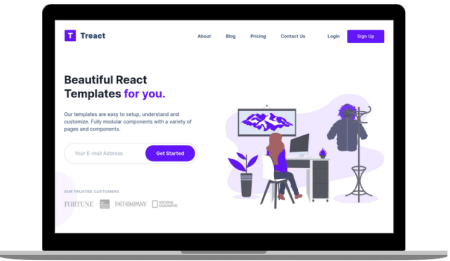 T Treact
About Blog Pricing Contact Us Login Sign Up
Beautiful React
Templates for you.
Our templates are easy to setup, understand and
customize. Fully modular components with a variety of
pages and components.
Your E-mail Address Get Started
OUR TRUSTED CUSTOMERS
FORTUNE FAST COMPANY NATIONAL
GEOGRAPHIC